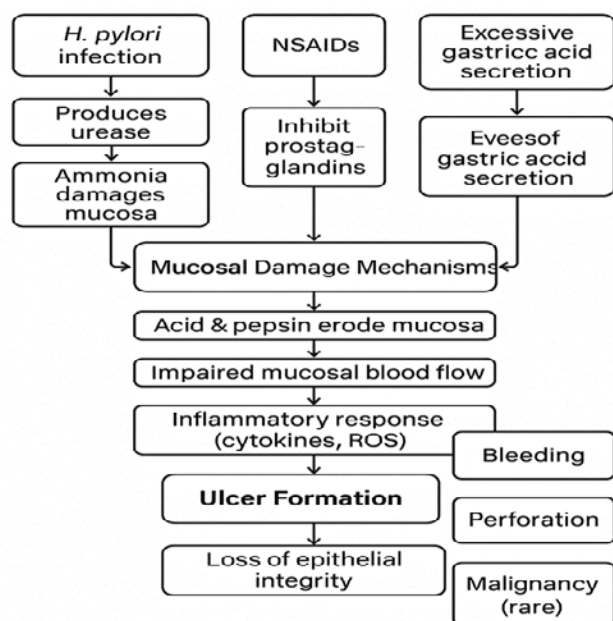 H. pylori
infection
Produces
urease
Ammonia
damages
mucosa
NSAIDs
Inhibit
prostag-
glandins
Excessive
gastricc acid
secretion
Eveesof
gastric accid
secretion
Mucosal Damage Mechanisms
Acid & pepsin erode mucosa
Impaired mucosal blood flow
Inflammatory response
(cytokines, ROS)
Ulcer Formation
Loss of epithelial
integrity
Bleeding
Perforation
Malignancy
(rare)